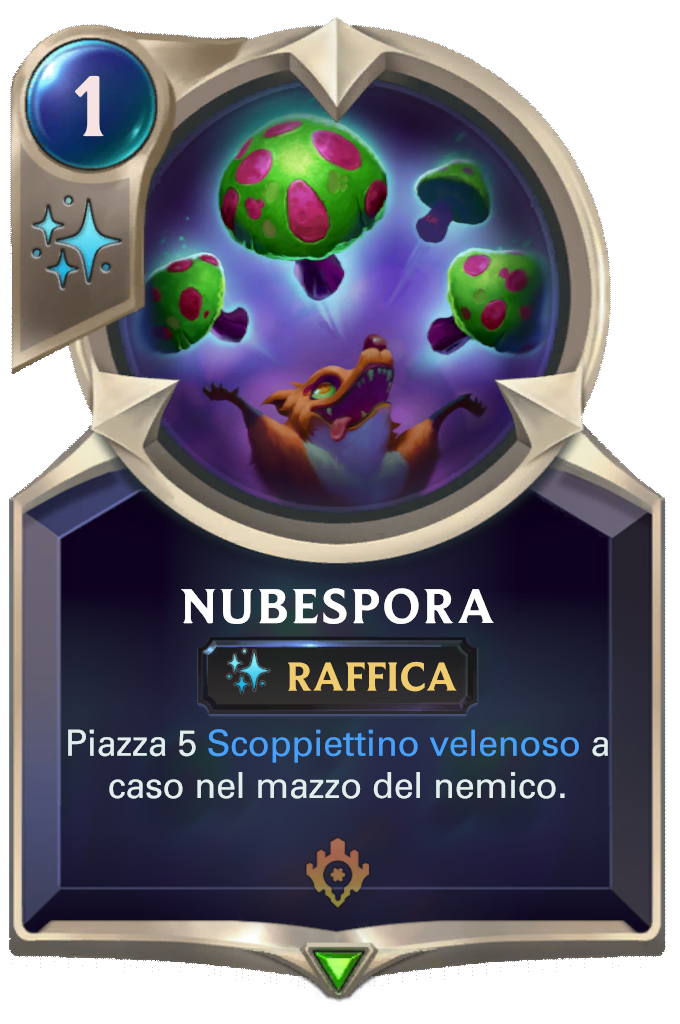 1
NUBESPORA
RAFFICA
Piazza 5 Scoppiettino velenoso a
caso nel mazzo del nemico.